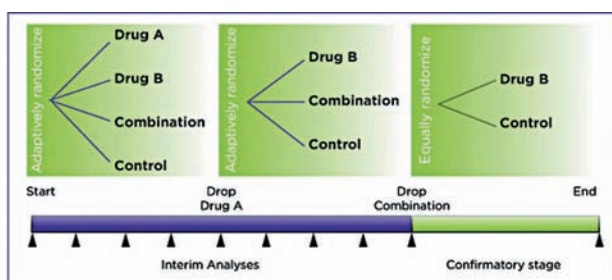 Adaptively randomize
Drug A
Drug B
Combination
Control
Adaptively randomize
Drug B
Combination
Control
Equally randomize
Drug B
Control
Start
Drop
Drug A
Drop
Combination
End
Interim Analyses
Confirmatory stage